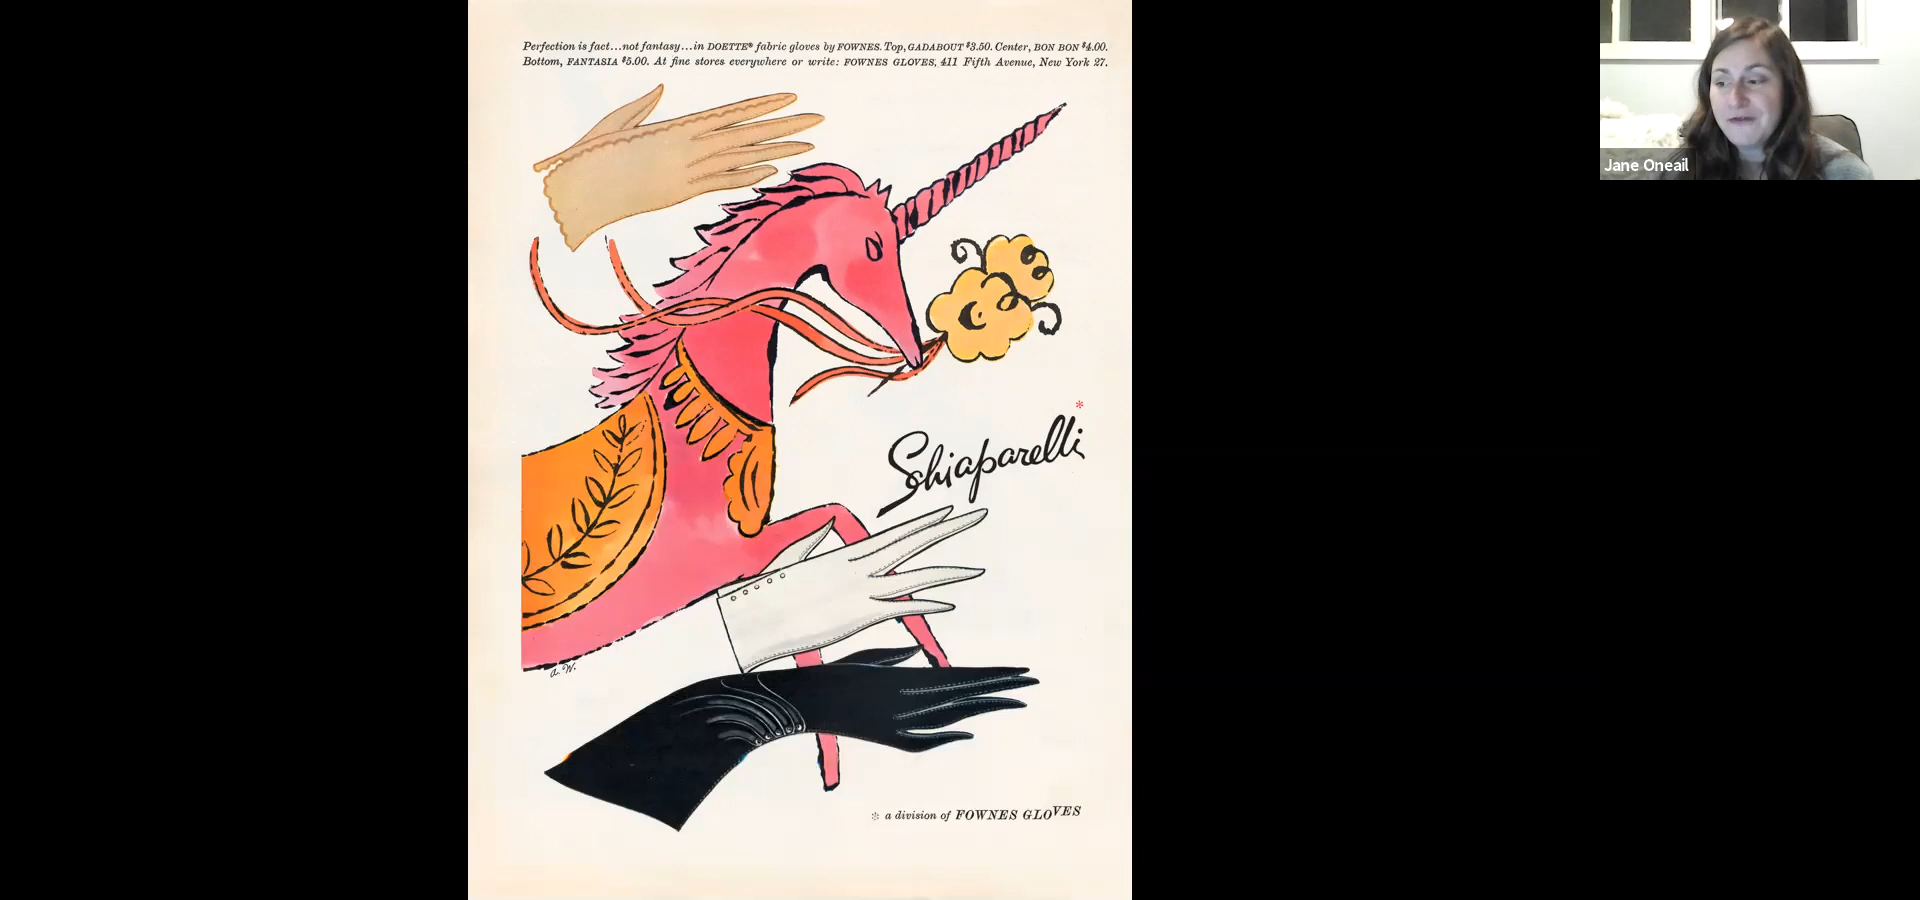 Perfection is fact...not fantasy...in DOETTE® fabric gloves by FOWNES. Top, GADABOUT $3.50. Center, BON BON $4.00.
Bottom, FANTASIA $5.00. At fine stores everywhere or write: FOWNES GLOVES, 411 Fifth Avenue, New York 27.
Jane Oneail
*
Schiaparelli
a. W.
* a division of FOWNES GLOVES